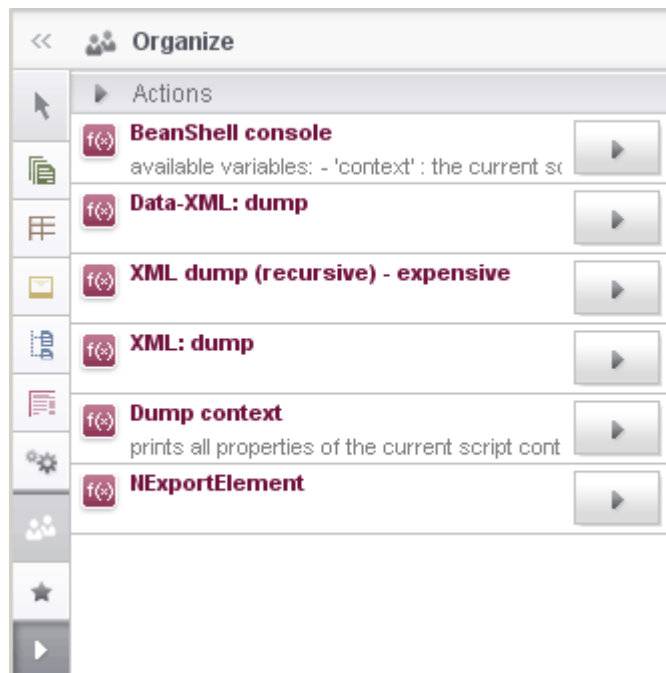 Organize
Actions
f(x) BeanShell console
available variables: - 'context' : the current sc
f(x) Data-XML: dump
f(x) XML dump (recursive) - expensive
f(x) XML: dump
f(x) Dump context
prints all properties of the current script cont
f(x) NExportElement